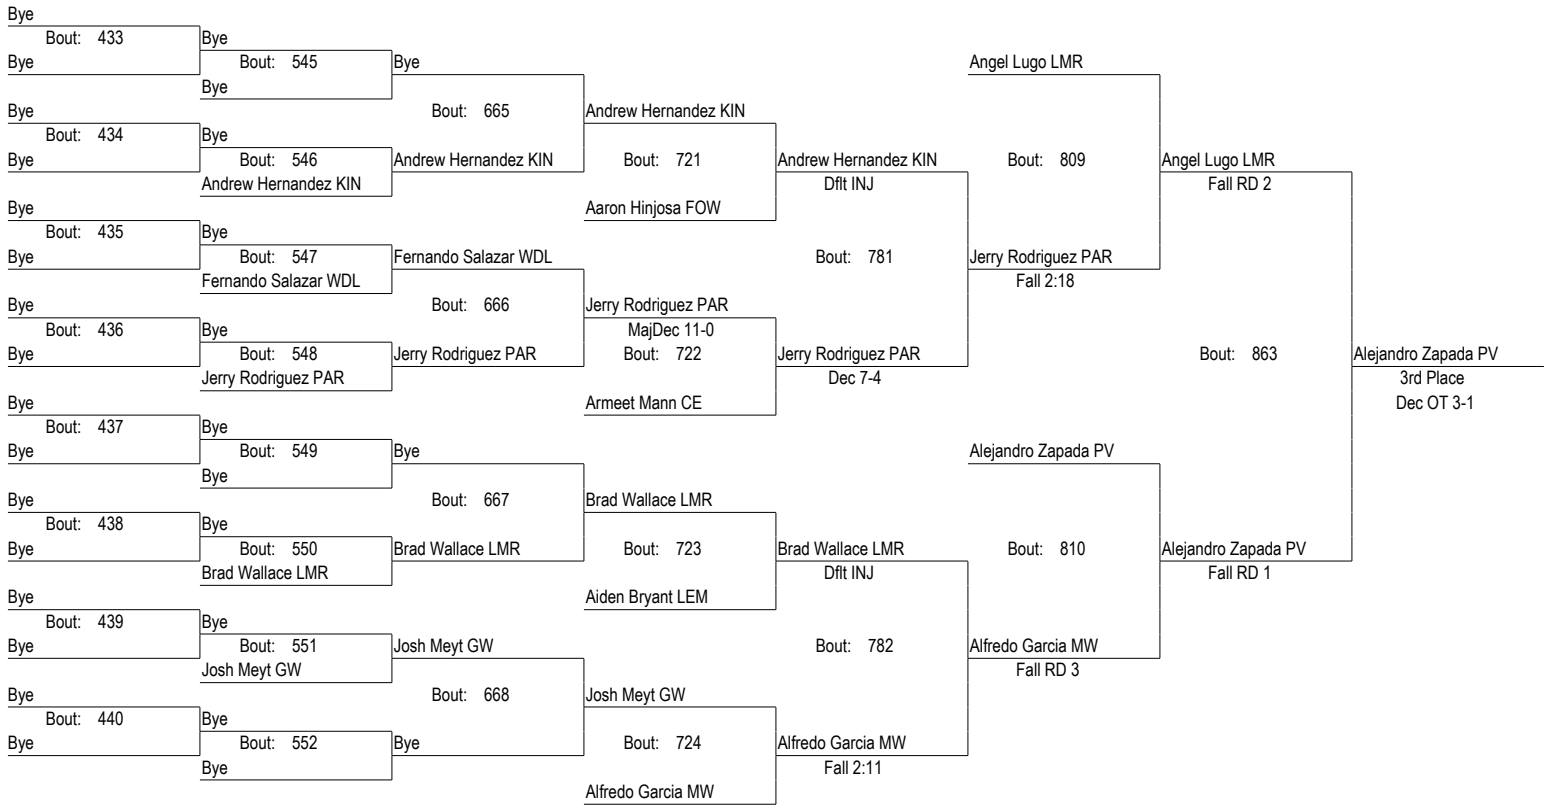 Bye
Bout: 433 Bye
Bye Bout: 545 Bye Angel Lugo LMR
Bye
Bye Bout: 665 Andrew Hernandez KIN
Bout: 434 Bye
Bye Bout: 546 Andrew Hernandez KIN Bout: 721 Andrew Hernandez KIN Bout: 809 Angel Lugo LMR
Andrew Hernandez KIN Dflt INJ Fall RD 2
Bye Aaron Hinjosa FOW
Bout: 435 Bye
Bye Bout: 547 Fernando Salazar WDL Bout: 781 Jerry Rodriguez PAR
Fernando Salazar WDL Fall 2:18
Bye Bout: 666 Jerry Rodriguez PAR
Bout: 436 Bye MajDec 11-0
Bye Bout: 548 Jerry Rodriguez PAR Bout: 722 Jerry Rodriguez PAR Bout: 863 Alejandro Zapada PV
Jerry Rodriguez PAR Dec 7-4 3rd Place
Bye Armeet Mann CE Dec OT 3-1
Bout: 437 Bye
Bye Bout: 549 Bye Alejandro Zapada PV
Bye
Bye Bout: 667 Brad Wallace LMR
Bout: 438 Bye
Bye Bout: 550 Brad Wallace LMR Bout: 723 Brad Wallace LMR Bout: 810 Alejandro Zapada PV
Brad Wallace LMR Dflt INJ Fall RD 1
Bye Aiden Bryant LEM
Bout: 439 Bye
Bye Bout: 551 Josh Meyt GW Bout: 782 Alfredo Garcia MW
Josh Meyt GW Fall RD 3
Bye Bout: 668 Josh Meyt GW
Bout: 440 Bye
Bye Bout: 552 Bye Bout: 724 Alfredo Garcia MW
Bye Fall 2:11
Alfredo Garcia MW